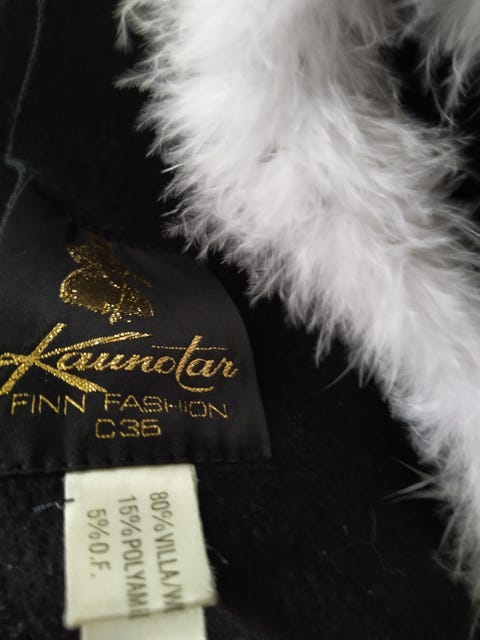 Kaunotar
FINN FASHION
C36
80% VILLA/W
15% POLYAMI
5% O.F.